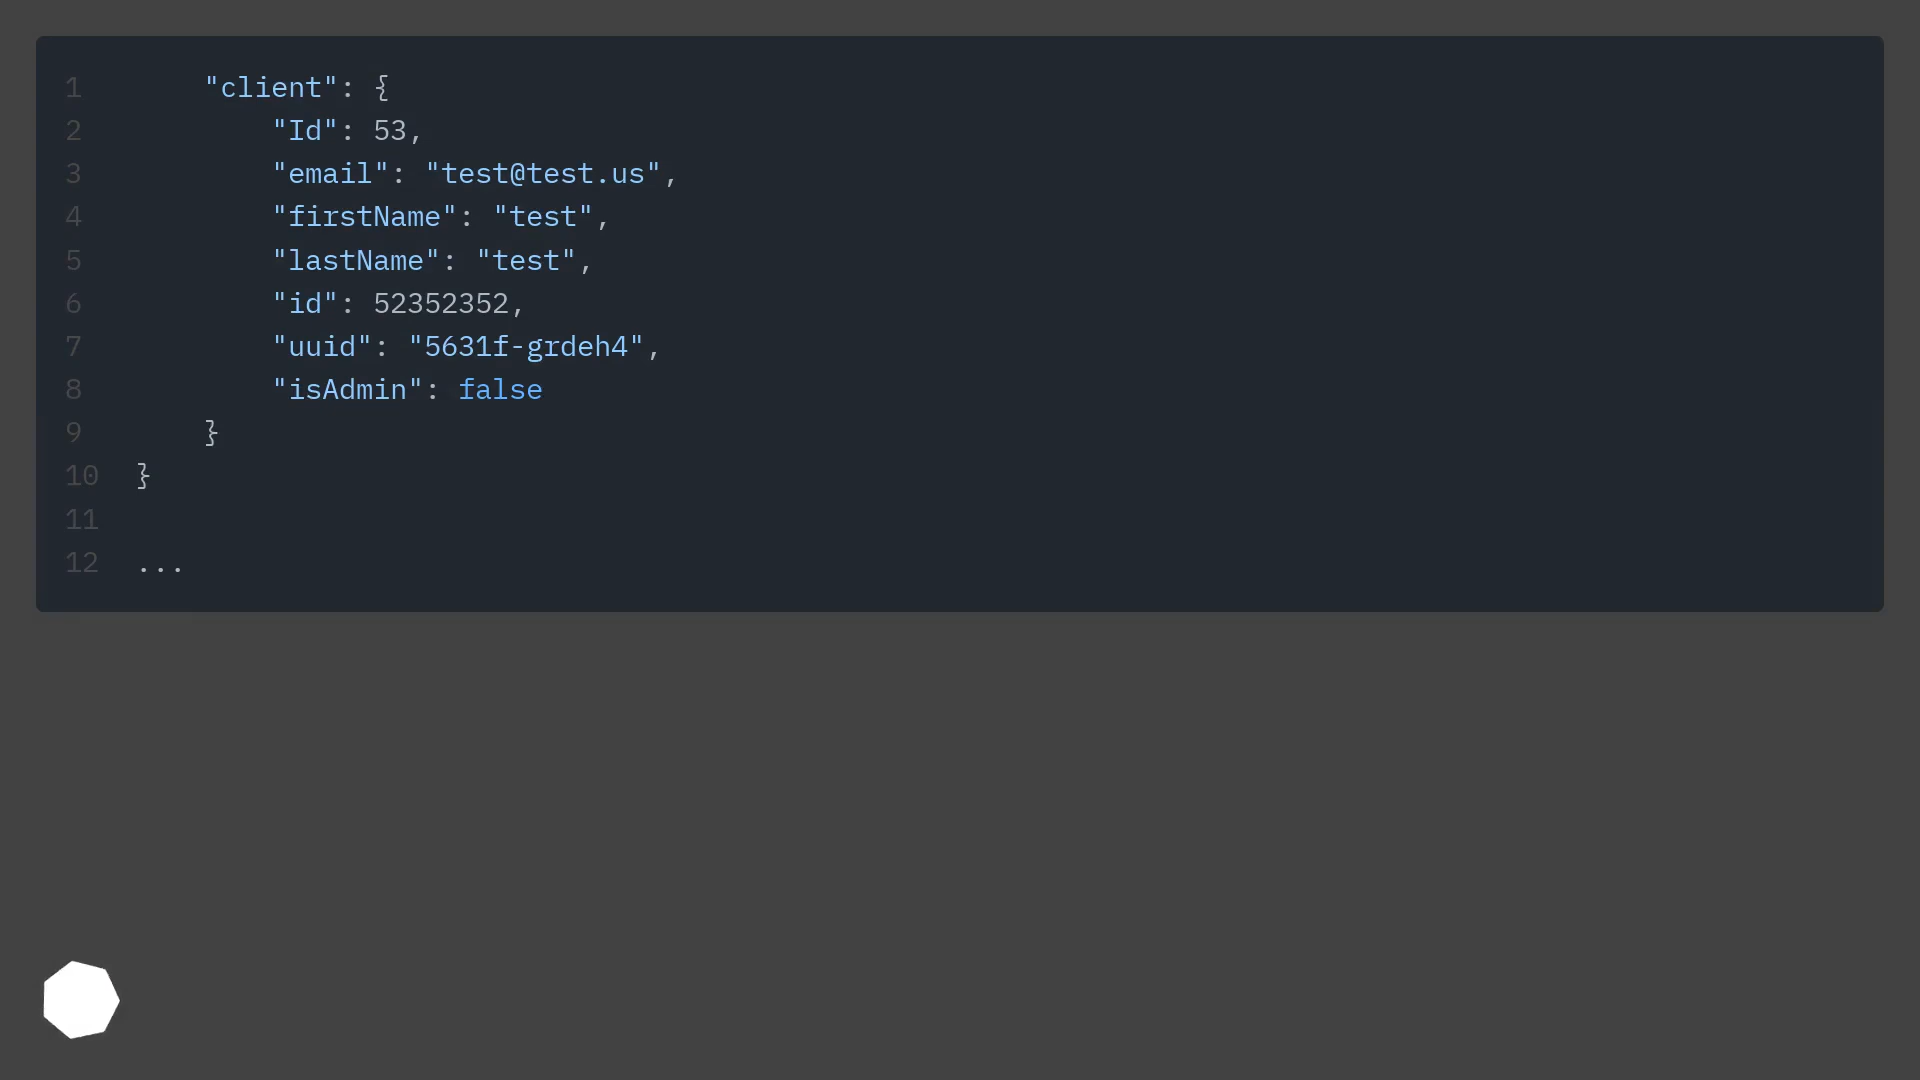 1 "client": {
2 "Id": 53,
3 "email": "test@test.us",
4 "firstName": "test",
5 "lastName": "test",
6 "id": 52352352,
7 "uuid": "5631f-grdeh4",
8 "isAdmin": false
9 }
10 }
11
12 ...